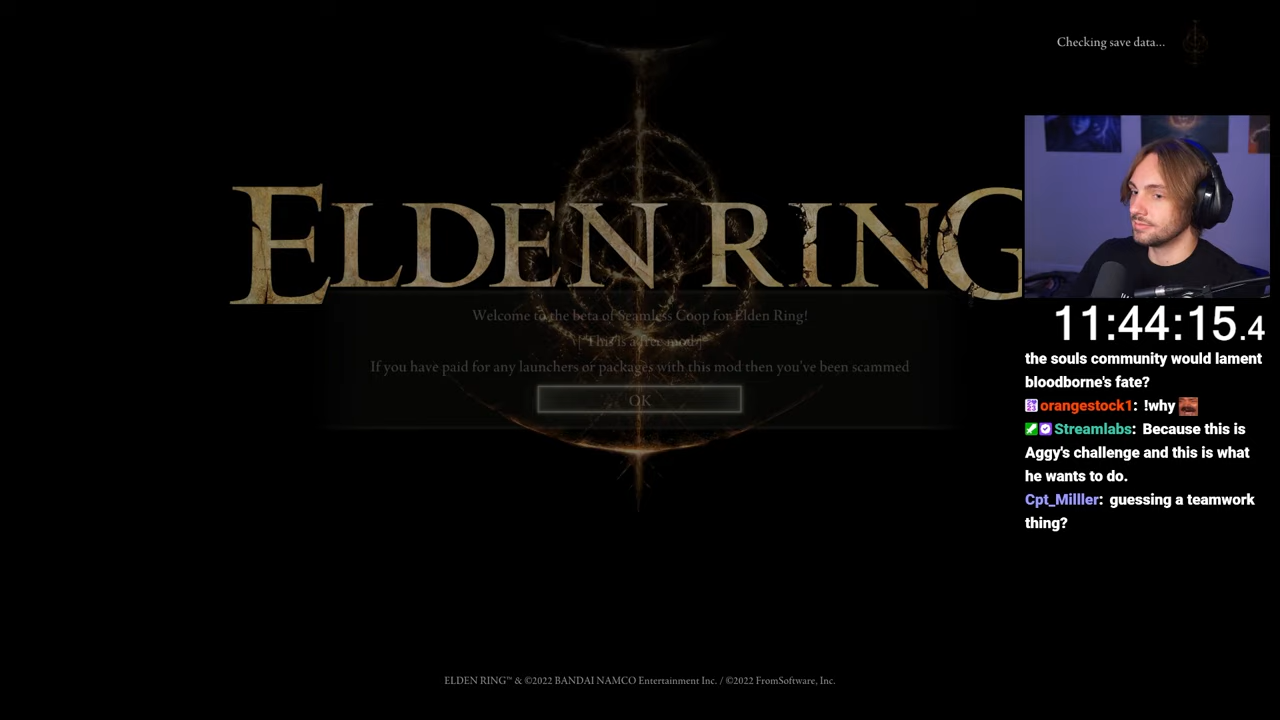 Checking save data...
ELDEN RING
Welcome to the beta of Seamless Coop for Elden Ring!
\[ This is a free mod ]
If you have paid for any launchers or packages with this mod then you've been scammed
OK
11:44:15.4
the souls community would lament
bloodborne's fate?
orangestock1: !why
Streamlabs: Because this is
Aggy's challenge and this is what
he wants to do.
Cpt_Milller: guessing a teamwork
thing?
ELDEN RING™ & ©2022 BANDAI NAMCO Entertainment Inc. / ©2022 FromSoftware, Inc.